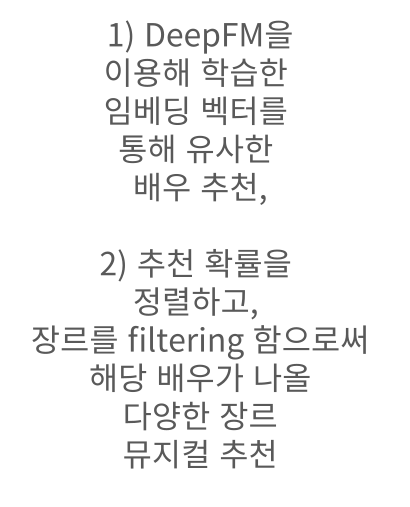 1) DeepFM을
이용해 학습한
임베딩 벡터를
통해 유사한
배우 추천,
2) 추천 확률을
정렬하고,
장르를 filtering 함으로써
해당 배우가 나올
다양한 장르
뮤지컬 추천